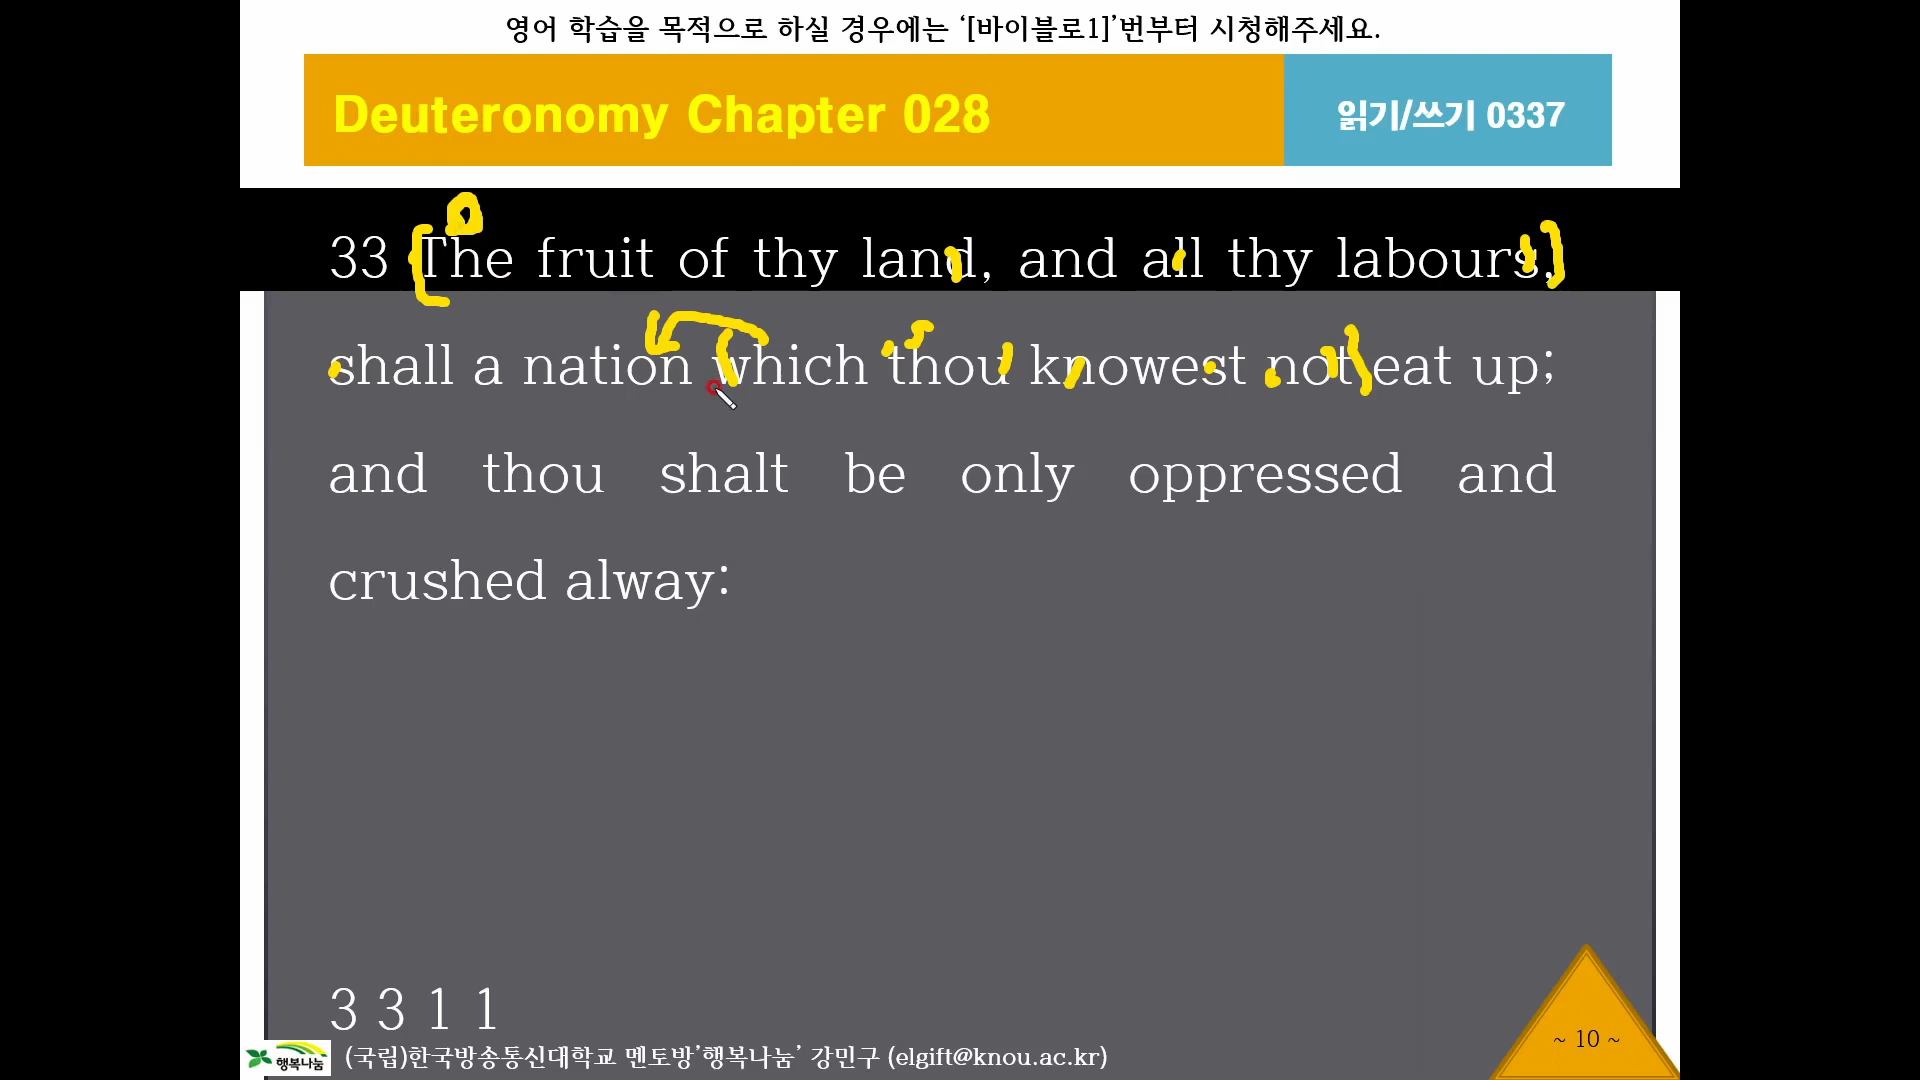 영어 학습을 목적으로 하실 경우에는 '[바이블로1]'번부터 시청해주세요.
Deuteronomy Chapter 028
읽기/쓰기 0337
33 The fruit of thy land, and all thy labours,
shall a nation which thou knowest not eat up;
and thou shalt be only oppressed and
crushed alway:
3 3 1 1
~ 10 ~
행복나눔
(국립)한국방송통신대학교 멘토방'행복나눔' 강민구 (elgift@knou.ac.kr)